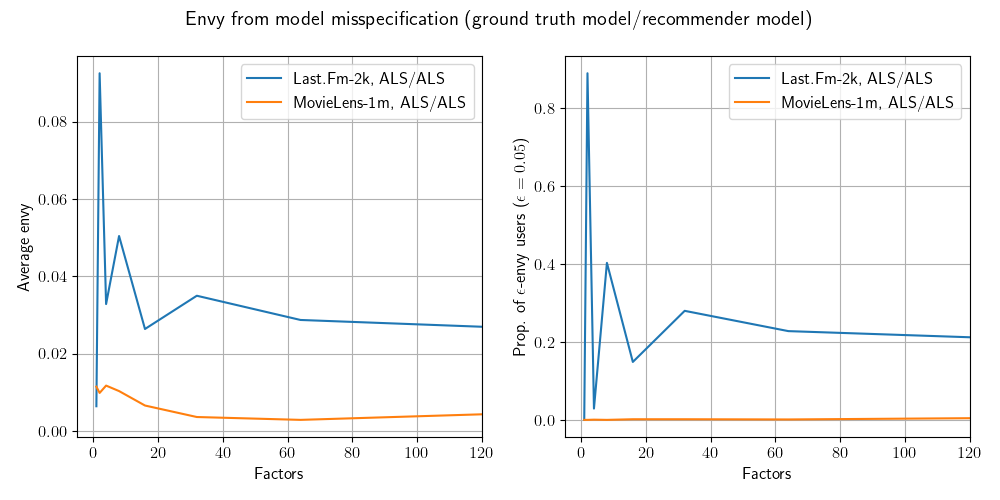 Envy from model misspecification (ground truth model/recommender model)
Last.Fm-2k, ALS/ALS
MovieLens-1m, ALS/ALS
Average envy
0.08
0.06
0.04
0.02
0.00
0 20 40 60 80 100 120
Factors
Last.Fm-2k, ALS/ALS
MovieLens-1m, ALS/ALS
Prop. of ϵ-envy users (ϵ = 0.05)
0.8
0.6
0.4
0.2
0.0
0 20 40 60 80 100 120
Factors